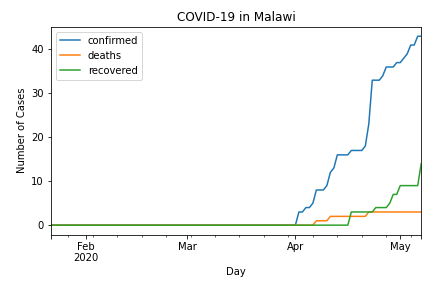 COVID-19 in Malawi
confirmed
deaths
recovered
Number of Cases
40
30
20
10
0
Feb Mar Apr May
2020
Day